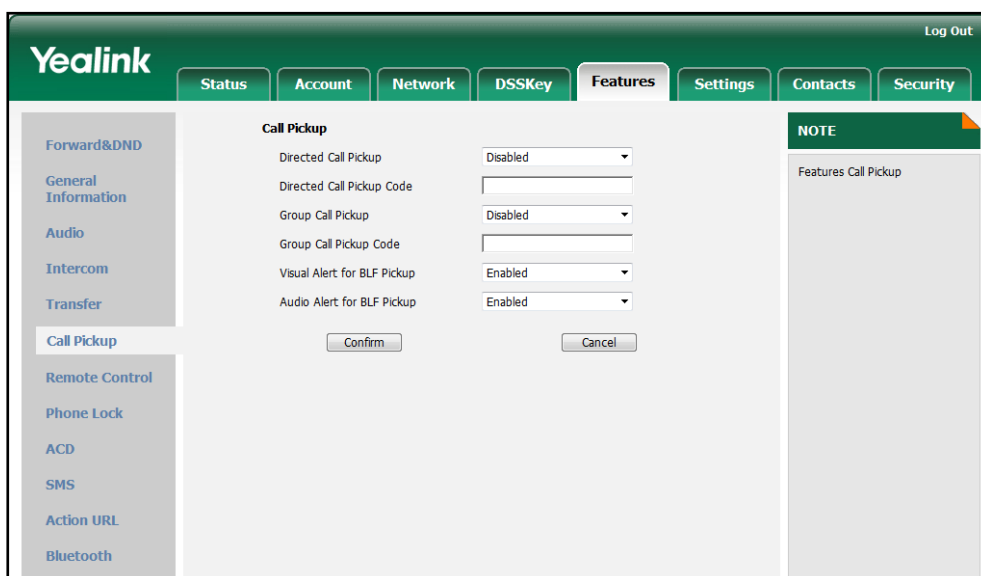 Log Out
Yealink
Status Account Network DSSKey Features Settings Contacts Security
Forward&DND
General
Information
Audio
Intercom
Transfer
Call Pickup
Remote Control
Phone Lock
ACD
SMS
Action URL
Bluetooth
Call Pickup
Directed Call Pickup Disabled
Directed Call Pickup Code
Group Call Pickup Disabled
Group Call Pickup Code
Visual Alert for BLF Pickup Enabled
Audio Alert for BLF Pickup Enabled
Confirm Cancel
NOTE
Features Call Pickup